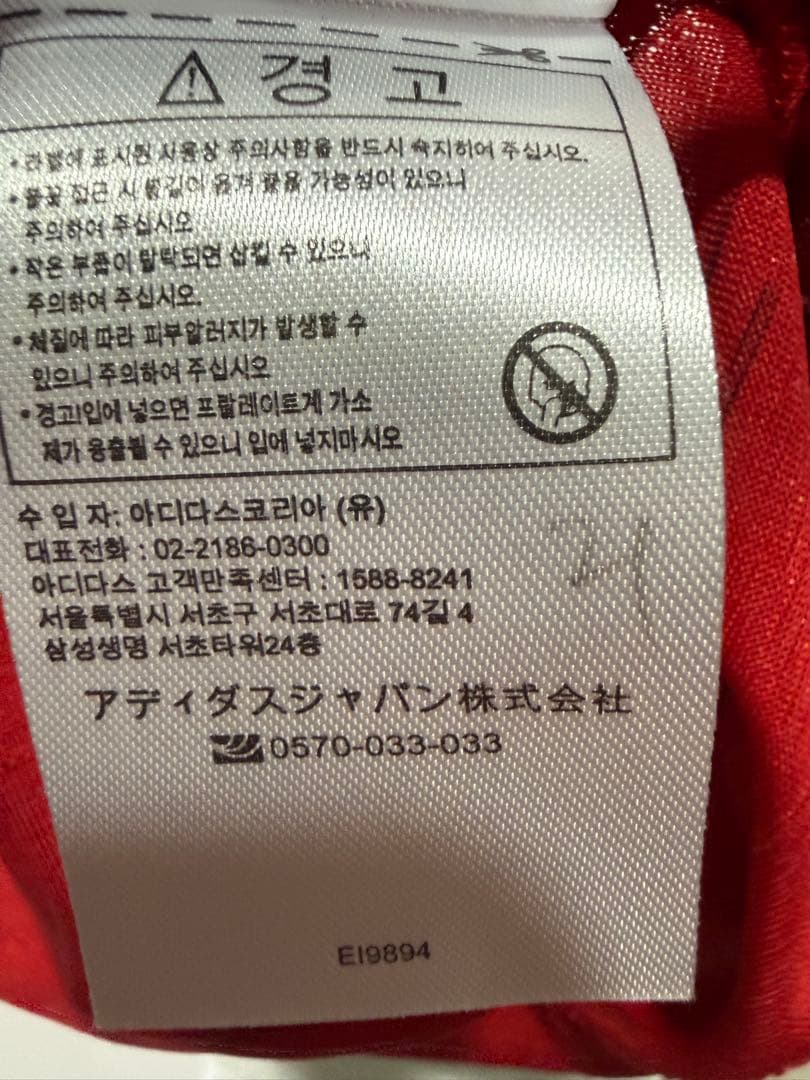 경 고
• 라벨에 표시된 사용상 주의사항을 반드시 숙지하여 주십시오.
• 불꽃 접근 시 불길이 옮겨 붙을 가능성이 있으니
주의하여 주십시오
• 작은 부품이 탈락되면 삼킬 수 있으니
주의하여 주십시오.
• 체질에 따라 피부알러지가 발생할 수
있으니 주의하여 주십시오
• 경고!입에 넣으면 프탈레이트계 가소
제가 용출될 수 있으니 입에 넣지마시오
수 입 자: 아디다스코리아 (유)
대표전화 : 02-2186-0300
아디다스 고객만족센터 : 1588-8241
서울특별시 서초구 서초대로 74길 4
삼성생명 서초타워24층
アディダスジャパン株式会社
0570-033-033
EI9894